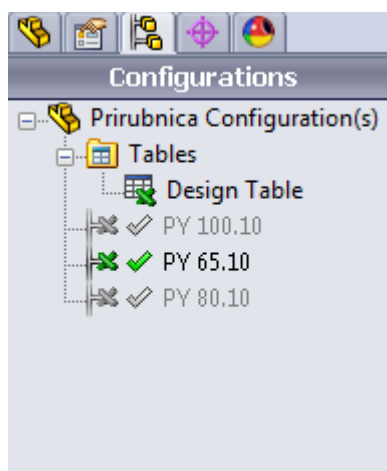 Configurations
Prirubnica Configuration(s)
Tables
Design Table
PY 100.10
PY 65.10
PY 80.10